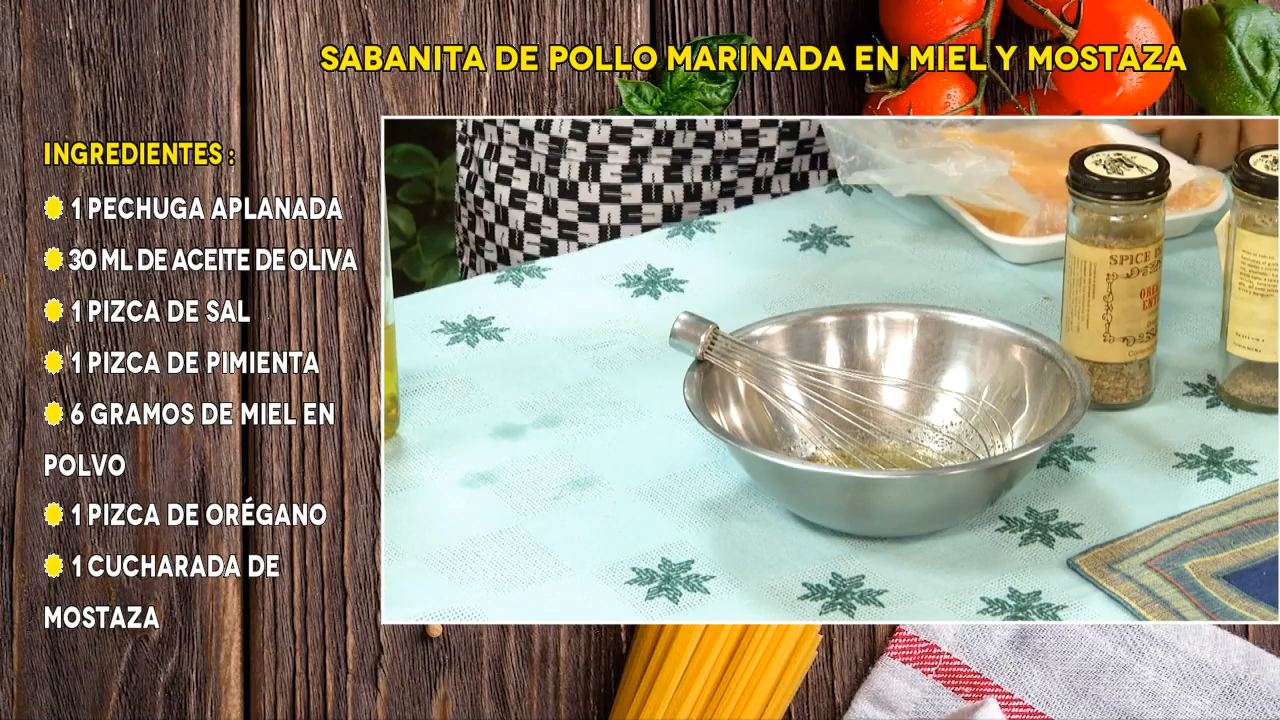 SABANITA DE POLLO MARINADA EN MIEL Y MOSTAZA
INGREDIENTES :
1 PECHUGA APLANADA
30 ML DE ACEITE DE OLIVA
1 PIZCA DE SAL
1 PIZCA DE PIMIENTA
6 GRAMOS DE MIEL EN
POLVO
1 PIZCA DE ORÉGANO
1 CUCHARADA DE
MOSTAZA
SPICE